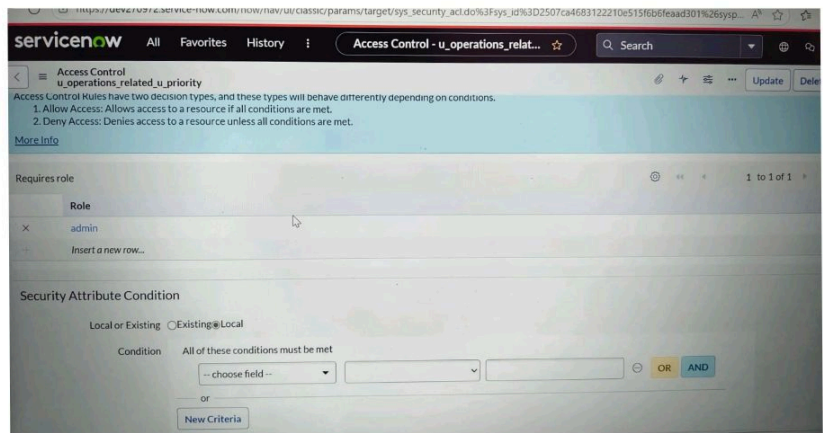 https://dev270972.service-now.com/now/nav/ui/classic/params/target/sys_security_acl.do%3Fsys_id%3D2507ca4683122210e515f6b6feaad301%26sysp...
servicenow All Favorites History Access Control - u_operations_relat... Search
Access Control
u_operations_related_u_priority
Update Dele
Access Control Rules have two decision types, and these types will behave differently depending on conditions.
1. Allow Access: Allows access to a resource if all conditions are met.
2. Deny Access: Denies access to a resource unless all conditions are met.
More Info
Requires role 1 to 1 of 1
Role
admin
Insert a new row...
Security Attribute Condition
Local or Existing Existing Local
Condition All of these conditions must be met
-- choose field -- OR AND
or
New Criteria